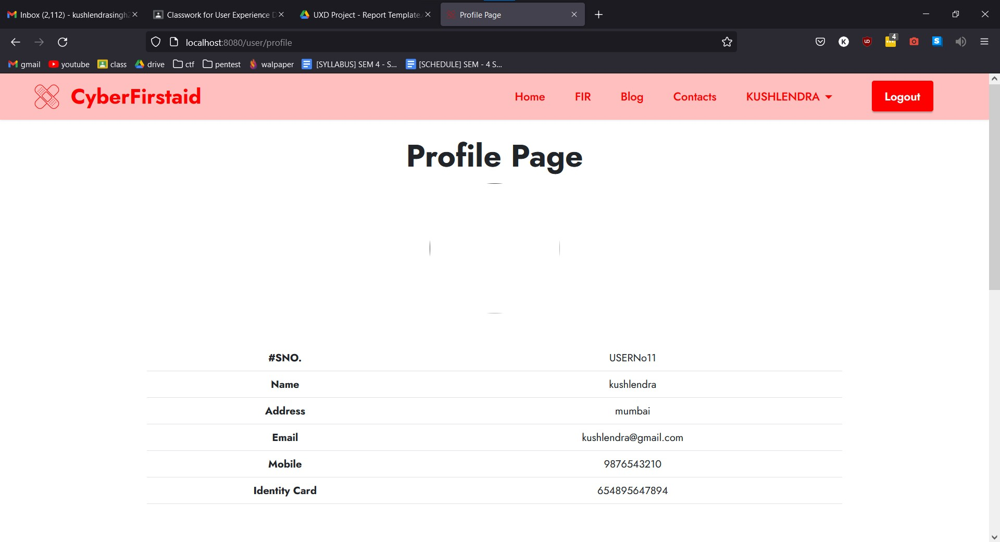 Inbox (2,112) - kushlendrasingh
Classwork for User Experience D
UXD Project - Report Template.
Profile Page
localhost:8080/user/profile
K
UO
4
S
gmail
youtube
class
drive
ctf
pentest
walpaper
[SYLLABUS] SEM 4 - S...
[SCHEDULE] SEM - 4 S...
CyberFirstaid
Home
FIR
Blog
Contacts
KUSHLENDRA
Logout
Profile Page
#SNO. USERNo11
Name kushlendra
Address mumbai
Email kushlendra@gmail.com
Mobile 9876543210
Identity Card 654895647894